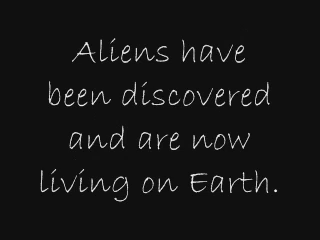 Aliens have
been discovered
and are now
living on Earth.